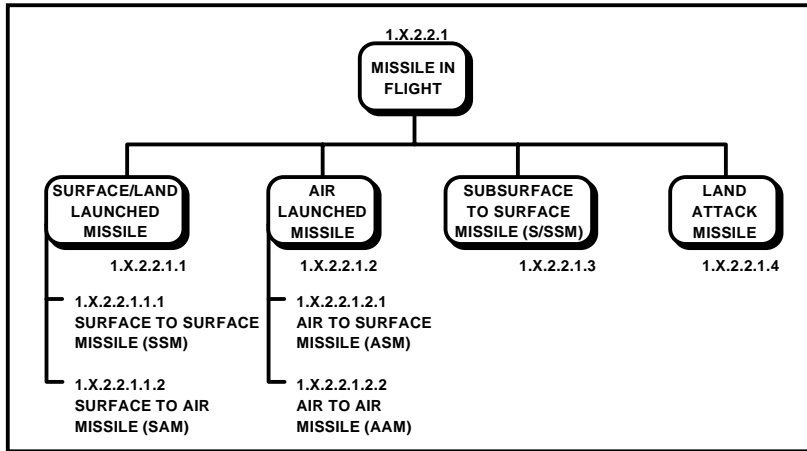 1.X.2.2.1
MISSILE IN
FLIGHT
SURFACE/LAND
LAUNCHED
MISSILE
1.X.2.2.1.1
1.X.2.2.1.1.1
SURFACE TO SURFACE
MISSILE (SSM)
1.X.2.2.1.1.2
SURFACE TO AIR
MISSILE (SAM)
AIR
LAUNCHED
MISSILE
1.X.2.2.1.2
1.X.2.2.1.2.1
AIR TO SURFACE
MISSILE (ASM)
1.X.2.2.1.2.2
AIR TO AIR
MISSILE (AAM)
SUBSURFACE
TO SURFACE
MISSILE (S/SSM)
1.X.2.2.1.3
LAND
ATTACK
MISSILE
1.X.2.2.1.4